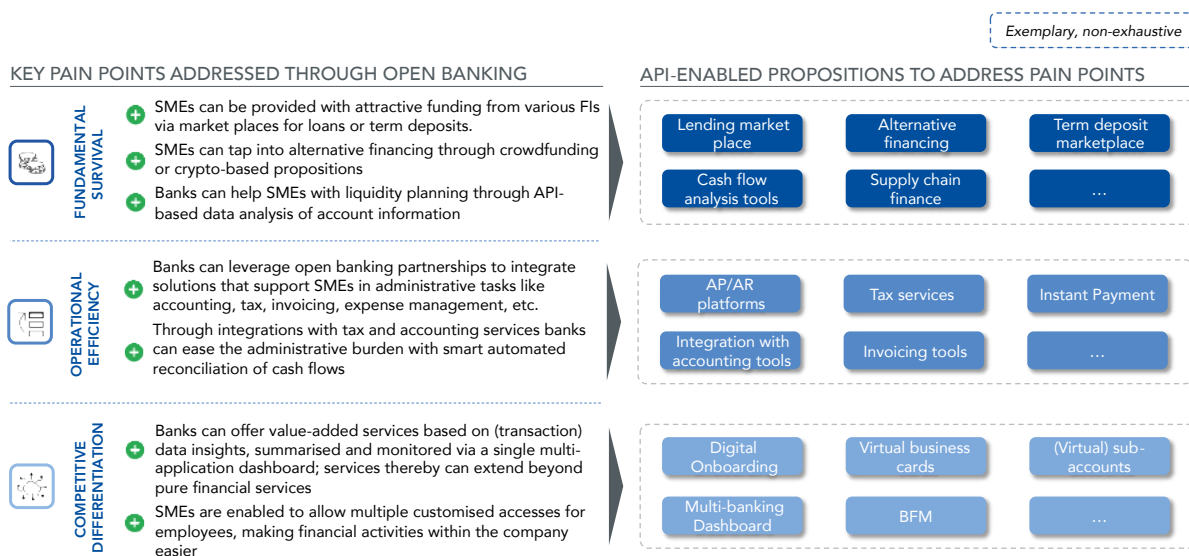 Exemplary, non-exhaustive
KEY PAIN POINTS ADDRESSED THROUGH OPEN BANKING
API-ENABLED PROPOSITIONS TO ADDRESS PAIN POINTS
FUNDAMENTAL
SURVIVAL
SMEs can be provided with attractive funding from various FIs
via market places for loans or term deposits.
SMEs can tap into alternative financing through crowdfunding
or crypto-based propositions
Banks can help SMEs with liquidity planning through API-
based data analysis of account information
Lending market
place
Alternative
financing
Term deposit
marketplace
Cash flow
analysis tools
Supply chain
finance
...
OPERATIONAL
EFFICIENCY
Banks can leverage open banking partnerships to integrate
solutions that support SMEs in administrative tasks like
accounting, tax, invoicing, expense management, etc.
Through integrations with tax and accounting services banks
can ease the administrative burden with smart automated
reconciliation of cash flows
AP/AR
platforms
Tax services
Instant Payment
Integration with
accounting tools
Invoicing tools
...
COMPETITIVE
DIFFERENTIATION
Banks can offer value-added services based on (transaction)
data insights, summarised and monitored via a single multi-
application dashboard; services thereby can extend beyond
pure financial services
SMEs are enabled to allow multiple customised accesses for
employees, making financial activities within the company
easier
Digital
Onboarding
Virtual business
cards
(Virtual) sub-
accounts
Multi-banking
Dashboard
BFM
...